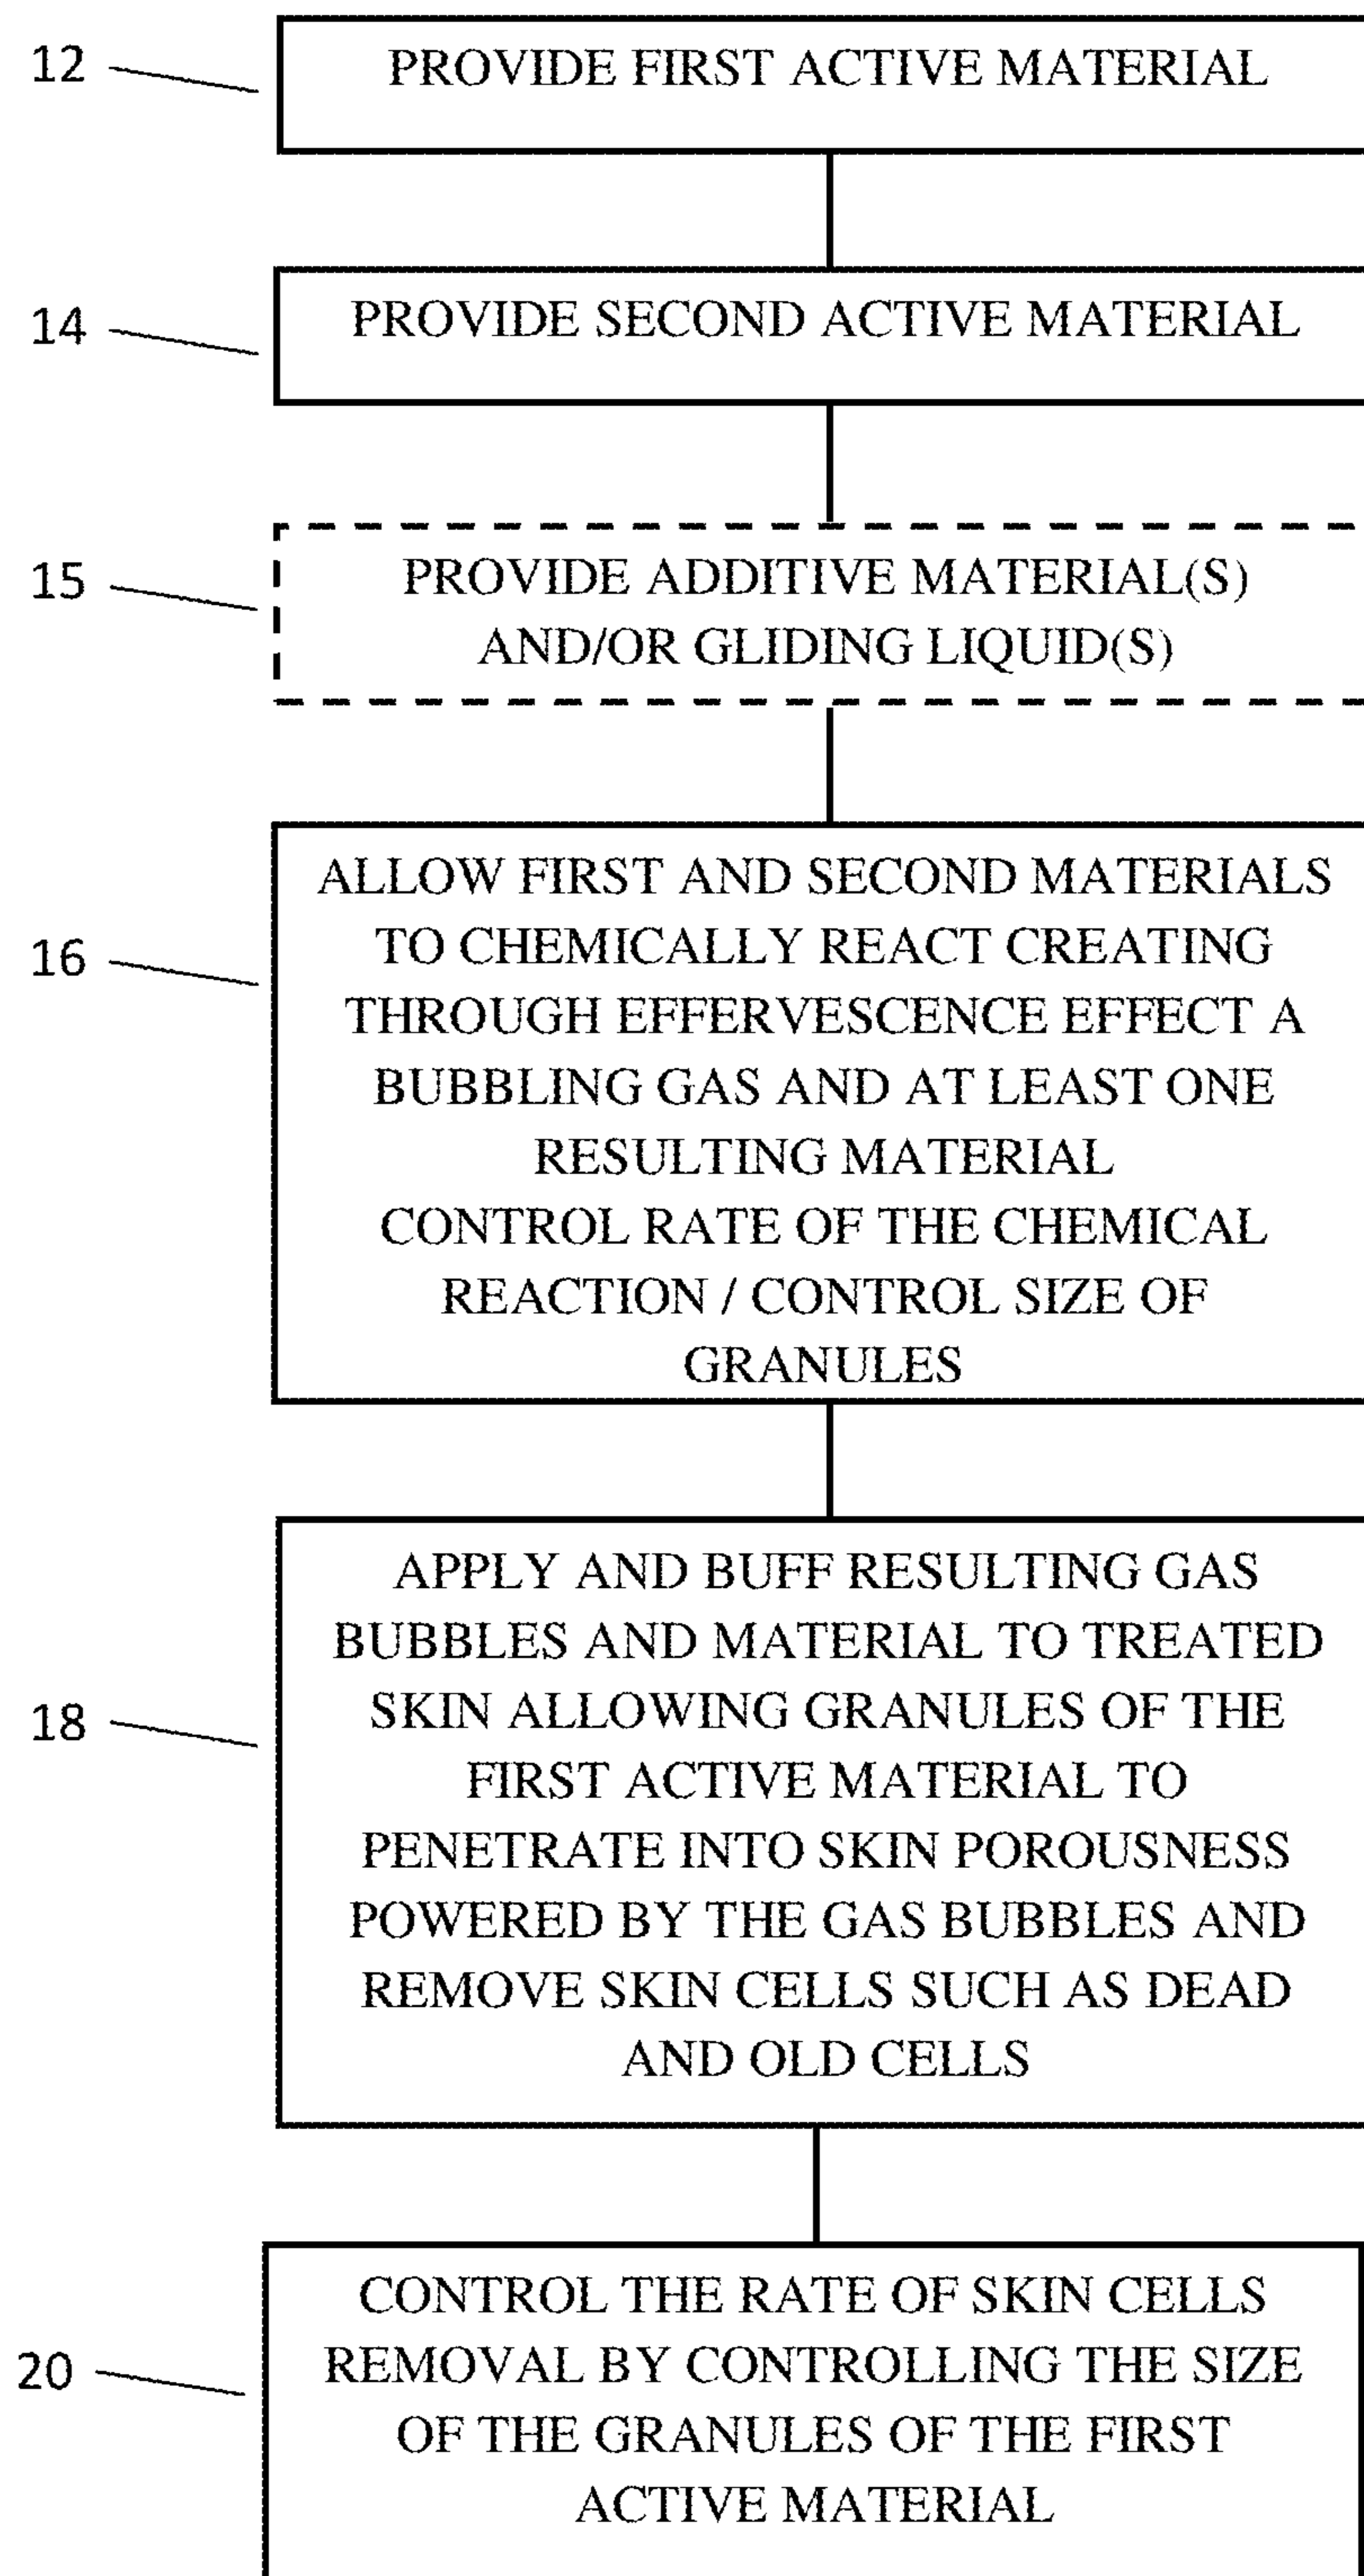 12
PROVIDE FIRST ACTIVE MATERIAL
14
PROVIDE SECOND ACTIVE MATERIAL
15
PROVIDE ADDITIVE MATERIAL(S)
AND/OR GLIDING LIQUID(S)
16
ALLOW FIRST AND SECOND MATERIALS
TO CHEMICALLY REACT CREATING
THROUGH EFFERVESCENCE EFFECT A
BUBBLING GAS AND AT LEAST ONE
RESULTING MATERIAL
CONTROL RATE OF THE CHEMICAL
REACTION / CONTROL SIZE OF
GRANULES
18
APPLY AND BUFF RESULTING GAS
BUBBLES AND MATERIAL TO TREATED
SKIN ALLOWING GRANULES OF THE
FIRST ACTIVE MATERIAL TO
PENETRATE INTO SKIN POROUSNESS
POWERED BY THE GAS BUBBLES AND
REMOVE SKIN CELLS SUCH AS DEAD
AND OLD CELLS
20
CONTROL THE RATE OF SKIN CELLS
REMOVAL BY CONTROLLING THE SIZE
OF THE GRANULES OF THE FIRST
ACTIVE MATERIAL